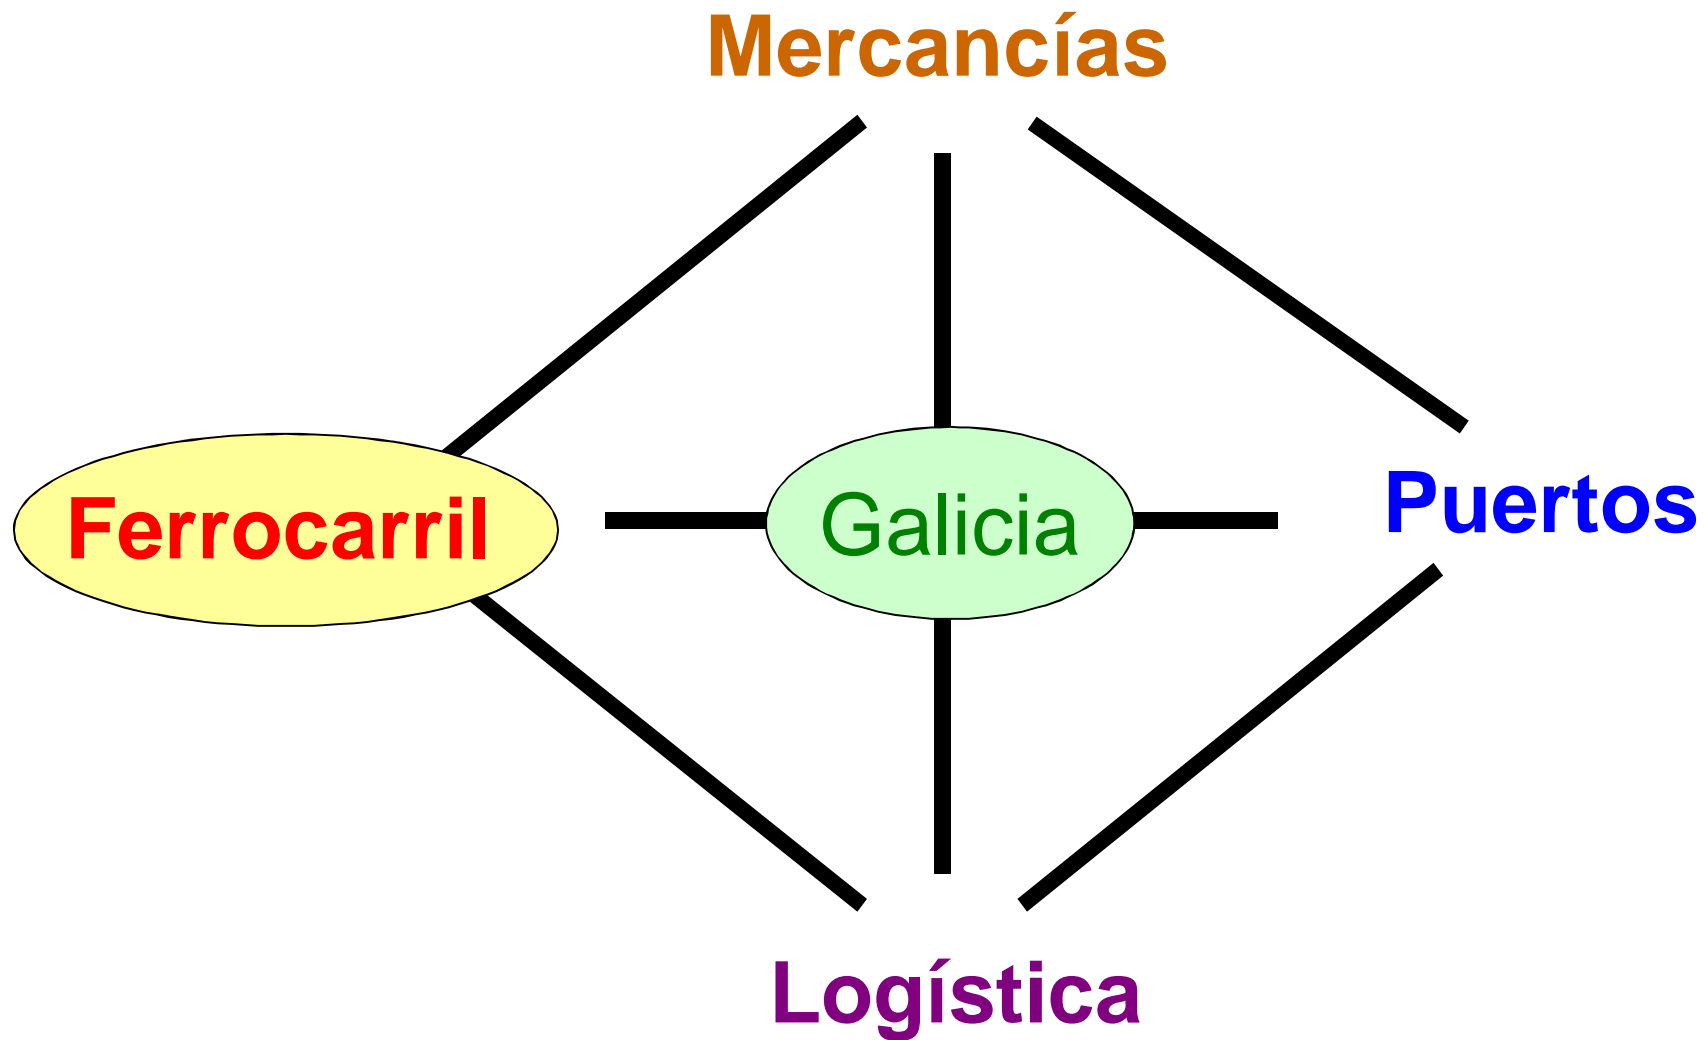 Mercancías
Ferrocarril
Galicia
Puertos
Logística